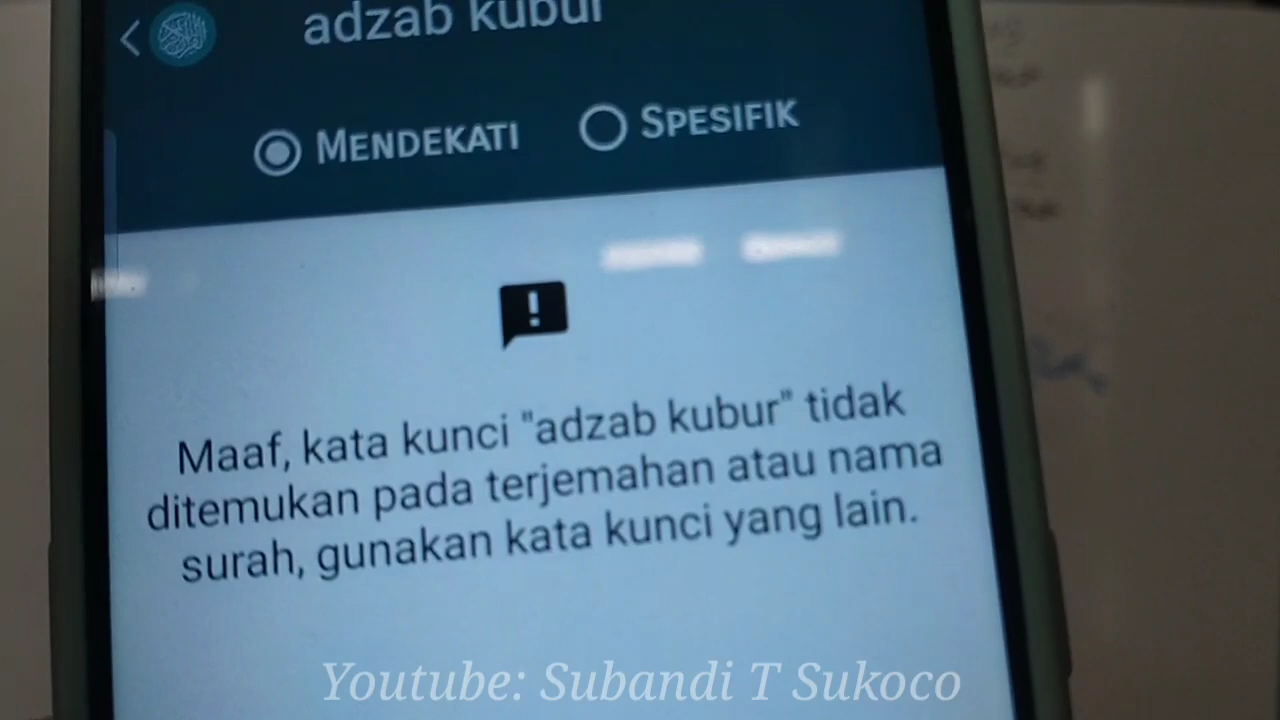 adzab kubur
MENDEKATI SPESIFIK
Maaf, kata kunci "adzab kubur" tidak
ditemukan pada terjemahan atau nama
surah, gunakan kata kunci yang lain.
Youtube: Subandi T Sukoco